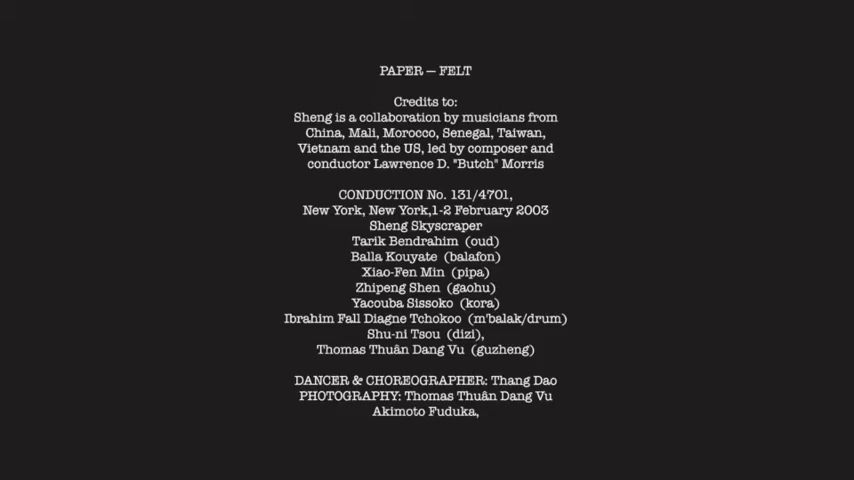 PAPER — FELT
Credits to:
Sheng is a collaboration by musicians from
China, Mali, Morocco, Senegal, Taiwan,
Vietnam and the US, led by composer and
conductor Lawrence D. "Butch" Morris
CONDUCTION No. 131/4701,
New York, New York,1-2 February 2003
Sheng Skyscraper
Tarik Bendrahim (oud)
Balla Kouyate (balafon)
Xiao-Fen Min (pipa)
Zhipeng Shen (gaohu)
Yacouba Sissoko (kora)
Ibrahim Fall Diagne Tchokoo (m'balak/drum)
Shu-ni Tsou (dizi),
Thomas Thuân Dang Vu (guzheng)
DANCER & CHOREOGRAPHER: Thang Dao
PHOTOGRAPHY: Thomas Thuân Dang Vu
Akimoto Fuduka,